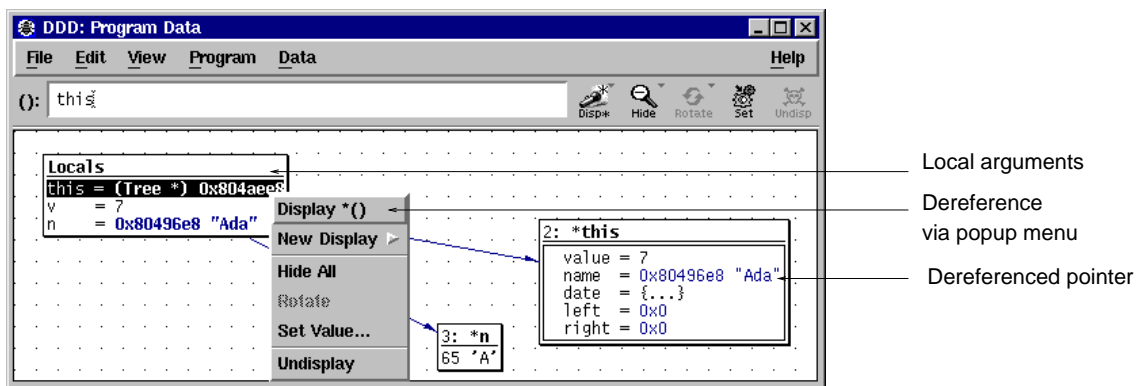 DDD: Program Data
File Edit View Program Data Help
(): this
Disp* Hide Rotate Set Undisp
Locals
this = (Tree *) 0x804aee8
v = 7
n = 0x80496e8 "Ada"
Display *()
New Display
Hide All
Rotate
Set Value...
Undisplay
2: *this
value = 7
name = 0x80496e8 "Ada"
date = {...}
left = 0x0
right = 0x0
3: *n
65 'A'
Local arguments
Dereference
via popup menu
Dereferenced pointer